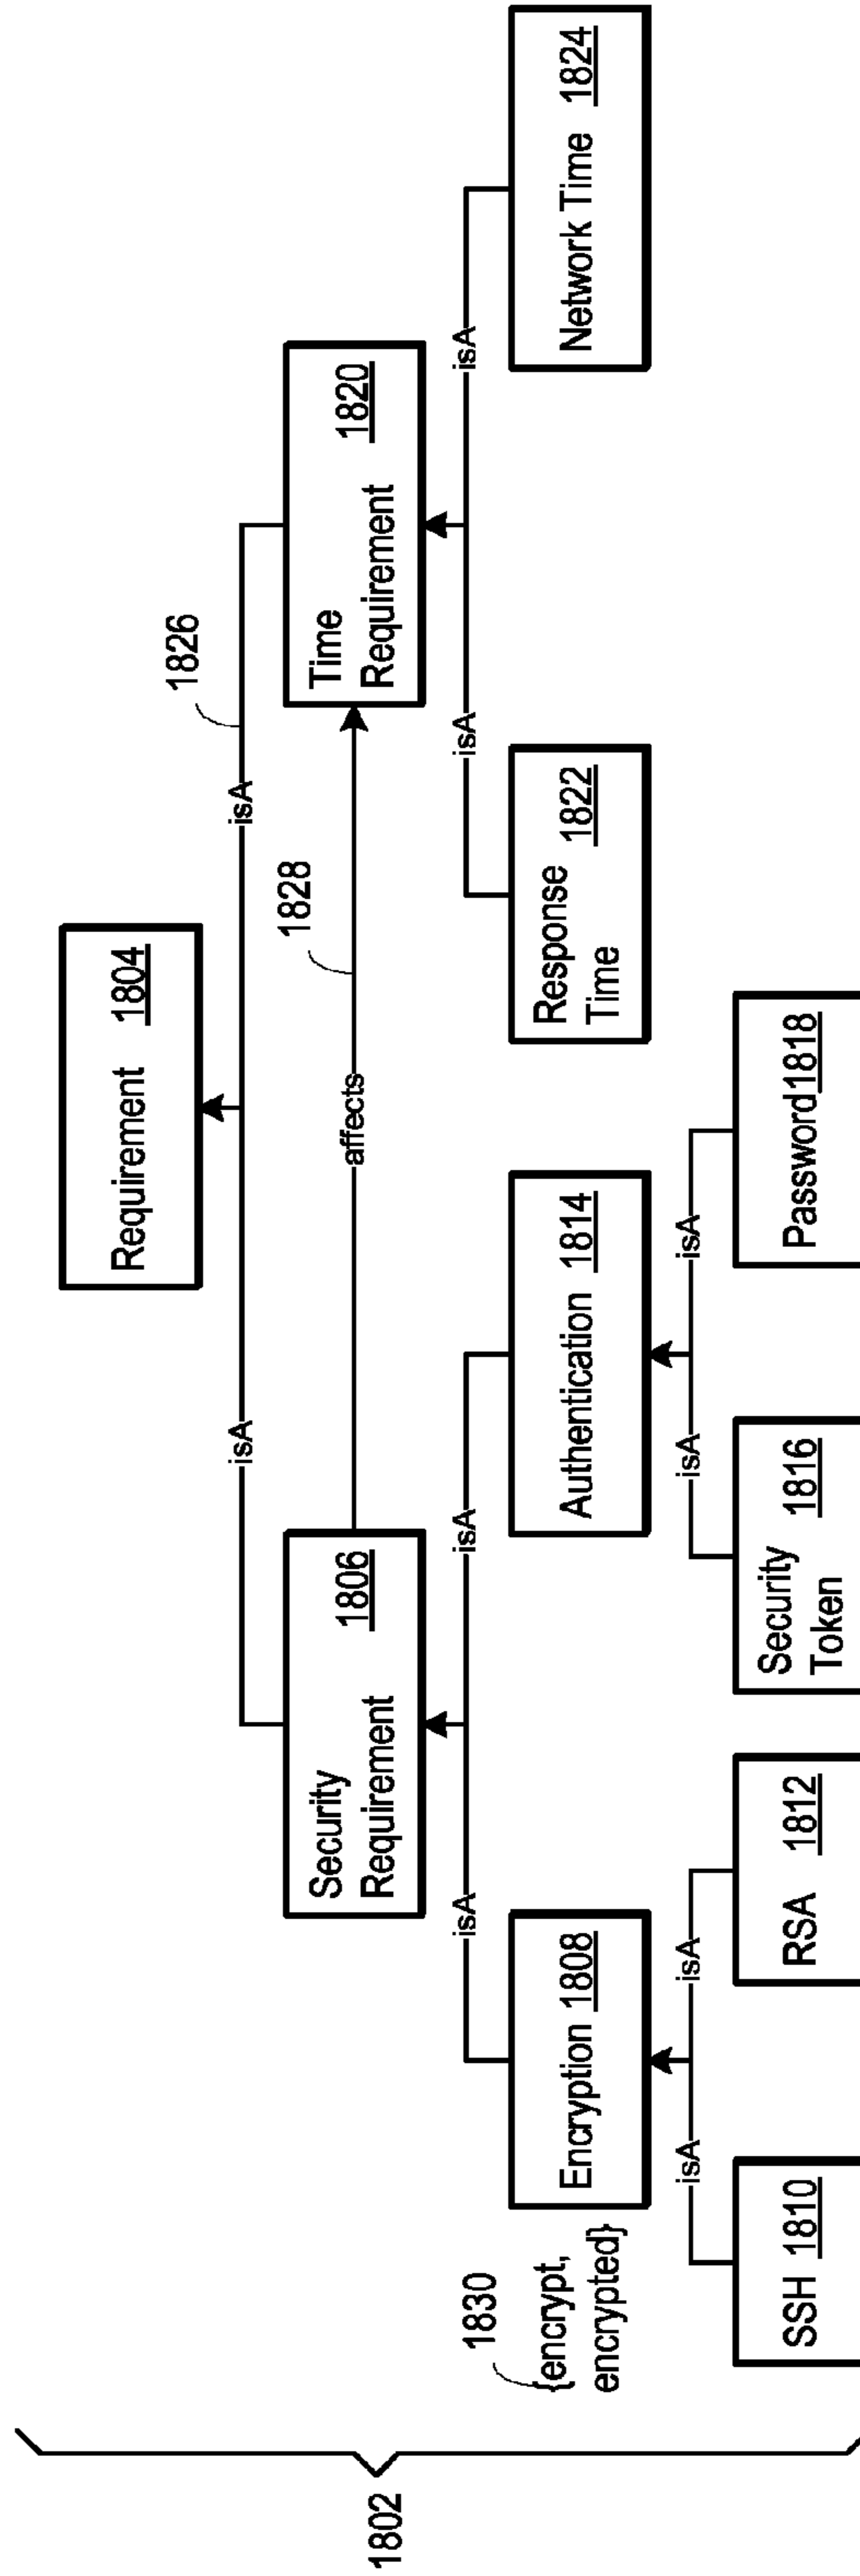 1802
Requirement 1804
isA
isA
1826
Security
Requirement
1806
affects
1828
Time
Requirement
1820
isA
isA
isA
isA
1830
{encrypt,
encrypted}
Encryption 1808
Authentication 1814
Response
Time
1822
Network Time 1824
isA
isA
isA
isA
SSH 1810
RSA 1812
Security
Token
1816
Password1818